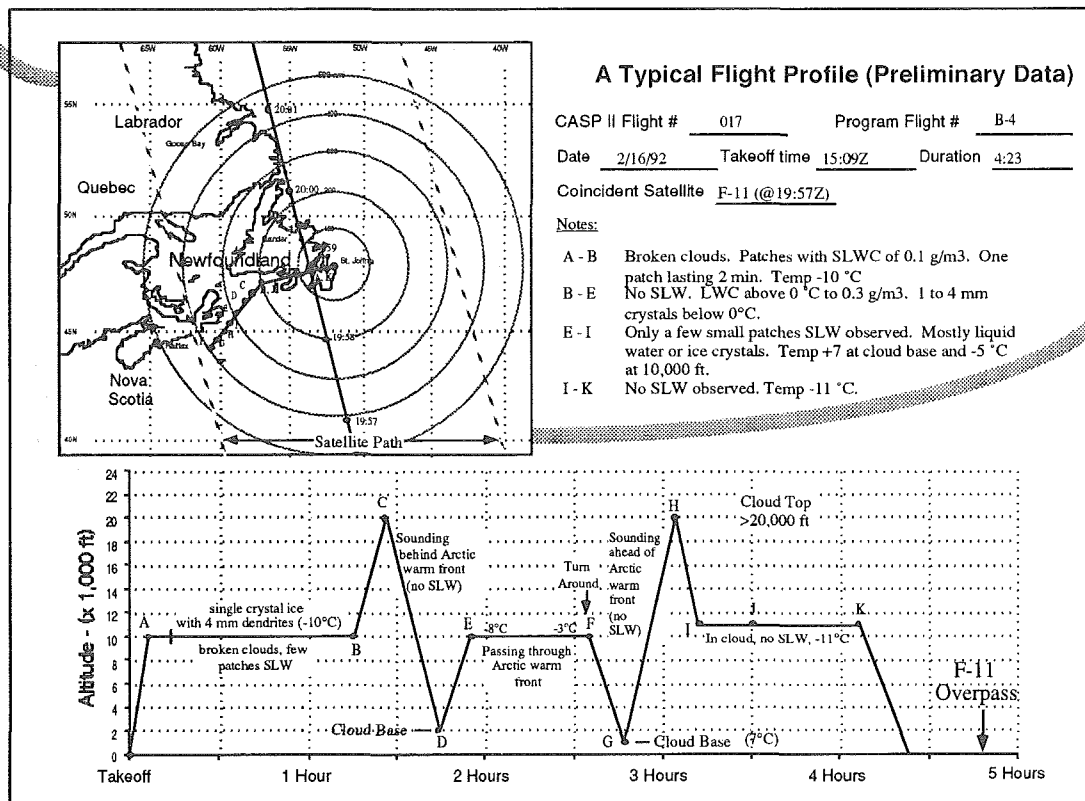 A Typical Flight Profile (Preliminary Data)
CASP II Flight # 017 Program Flight # B-4
Date 2/16/92 Takeoff time 15:09Z Duration 4:23
Coincident Satellite F-11 (@19:57Z)
Notes:
A - B Broken clouds. Patches with SLWC of 0.1 g/m3. One
patch lasting 2 min. Temp -10 °C
B - E No SLW. LWC above 0 °C to 0.3 g/m3. 1 to 4 mm
crystals below 0°C.
E - I Only a few small patches SLW observed. Mostly liquid
water or ice crystals. Temp +7 at cloud base and -5 °C
at 10,000 ft.
I - K No SLW observed. Temp -11 °C.
65W 60W 50W 40W
55N
50N
45N
40N
Labrador
Goose Bay
Quebec
Newfoundland
Nova
Scotia
20:01
20:00
19:58
19:57
C
D
Satellite Path
Altitude - (x 1,000 ft)
24
22
20
18
16
14
12
10
8
6
4
2
0
Takeoff
1 Hour
2 Hours
3 Hours
4 Hours
5 Hours
A
single crystal ice
with 4 mm dendrites (-10°C)
broken clouds, few
patches SLW
B
C
Sounding
behind Arctic
warm front
(no SLW)
Cloud Base
D
E
-8°C
-3°C
F
Passing through
Arctic warm
front
Turn
Around
G
Cloud Base (7°C)
Sounding
ahead of
Arctic
warm
front
(no
SLW)
H
Cloud Top
>20,000 ft
I
J
K
In cloud, no SLW, -11°C
F-11
Overpass